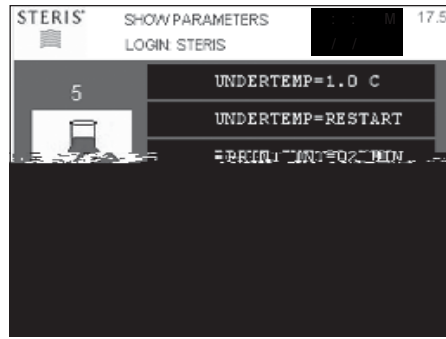 STERIS® SHOW PARAMETERS : : M 17.5
LOGIN: STERIS / /
5
UNDERTEMP=1.0 C
UNDERTEMP=RESTART